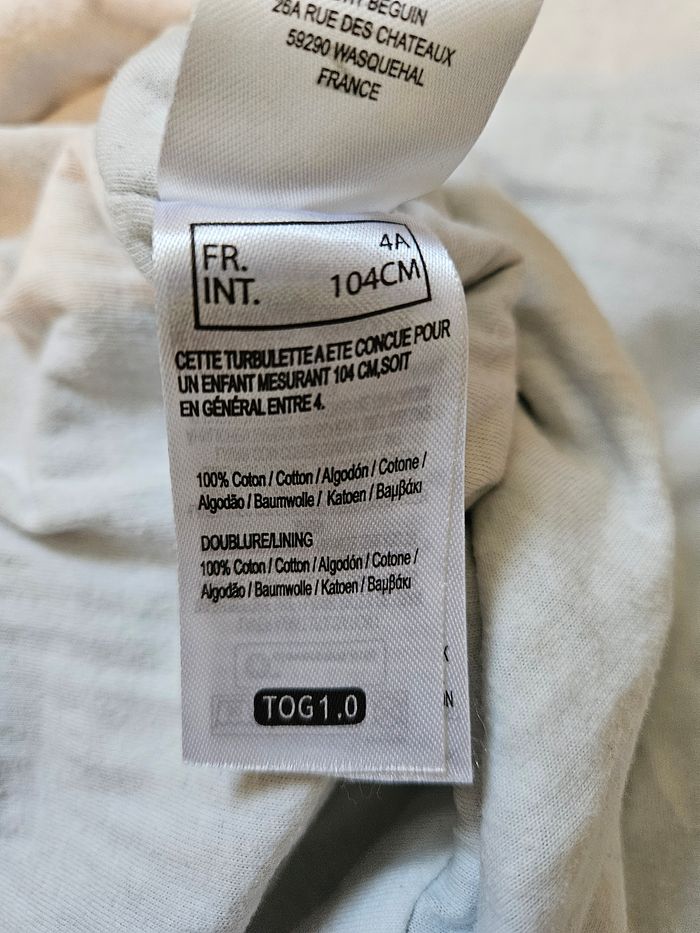 BEGUIN
26A RUE DES CHATEAUX
59290 WASQUEHAL
FRANCE
FR. 4A
INT. 104CM
CETTE TURBULETTE A ETE CONCUE POUR
UN ENFANT MESURANT 104 CM,SOIT
EN GÉNÉRAL ENTRE 4.
100% Coton / Cotton / Algodón / Cotone /
Algodão / Baumwolle / Katoen / Βαμβάκι
DOUBLURE/LINING
100% Coton / Cotton / Algodón / Cotone /
Algodão / Baumwolle / Katoen / Βαμβάκι
TOG1.0